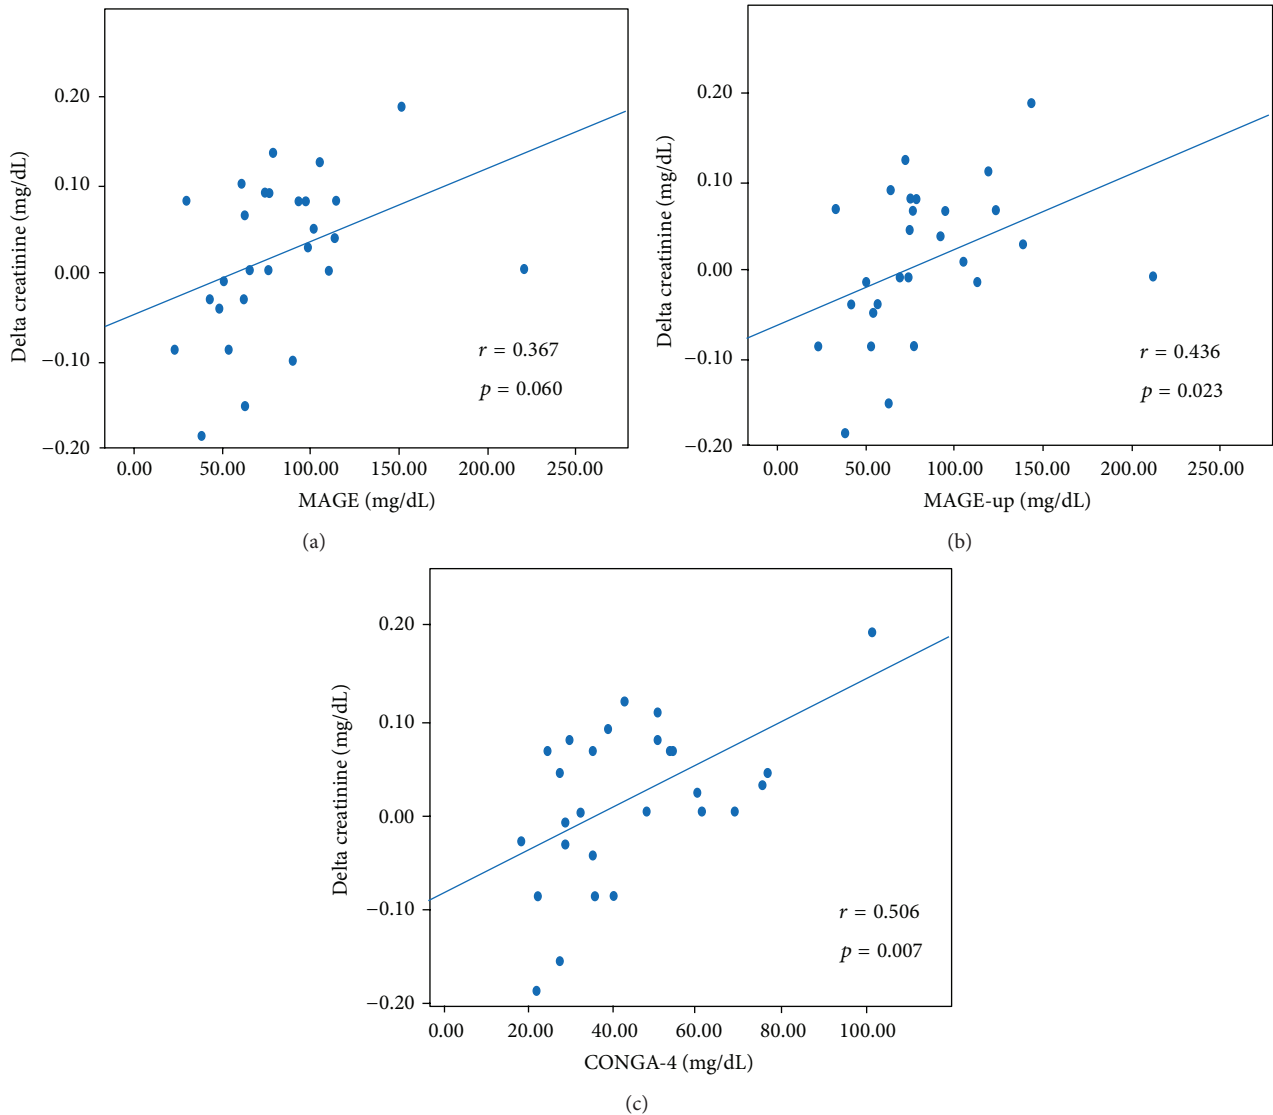 Delta creatinine (mg/dL)
0.20
0.10
0.00
−0.10
−0.20
r = 0.367
p = 0.060
0.00 50.00 100.00 150.00 200.00 250.00
MAGE (mg/dL)
(a)
Delta creatinine (mg/dL)
0.20
0.10
0.00
−0.10
−0.20
r = 0.436
p = 0.023
0.00 50.00 100.00 150.00 200.00 250.00
MAGE-up (mg/dL)
(b)
Delta creatinine (mg/dL)
0.20
0.10
0.00
−0.10
−0.20
r = 0.506
p = 0.007
0.00 20.00 40.00 60.00 80.00 100.00
CONGA-4 (mg/dL)
(c)